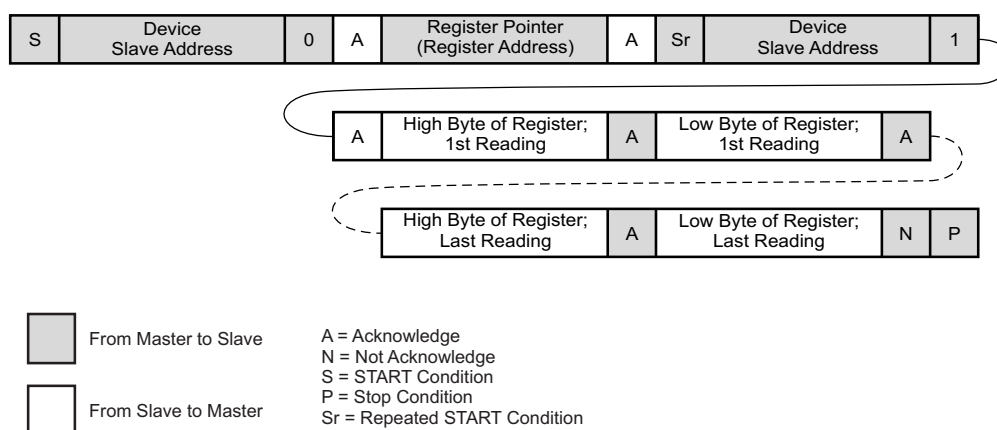 S Device Slave Address 0 A Register Pointer (Register Address) A Sr Device Slave Address 1
A High Byte of Register; 1st Reading A Low Byte of Register; 1st Reading A
High Byte of Register; Last Reading A Low Byte of Register; Last Reading N P
From Master to Slave
From Slave to Master
A = Acknowledge
N = Not Acknowledge
S = START Condition
P = Stop Condition
Sr = Repeated START Condition